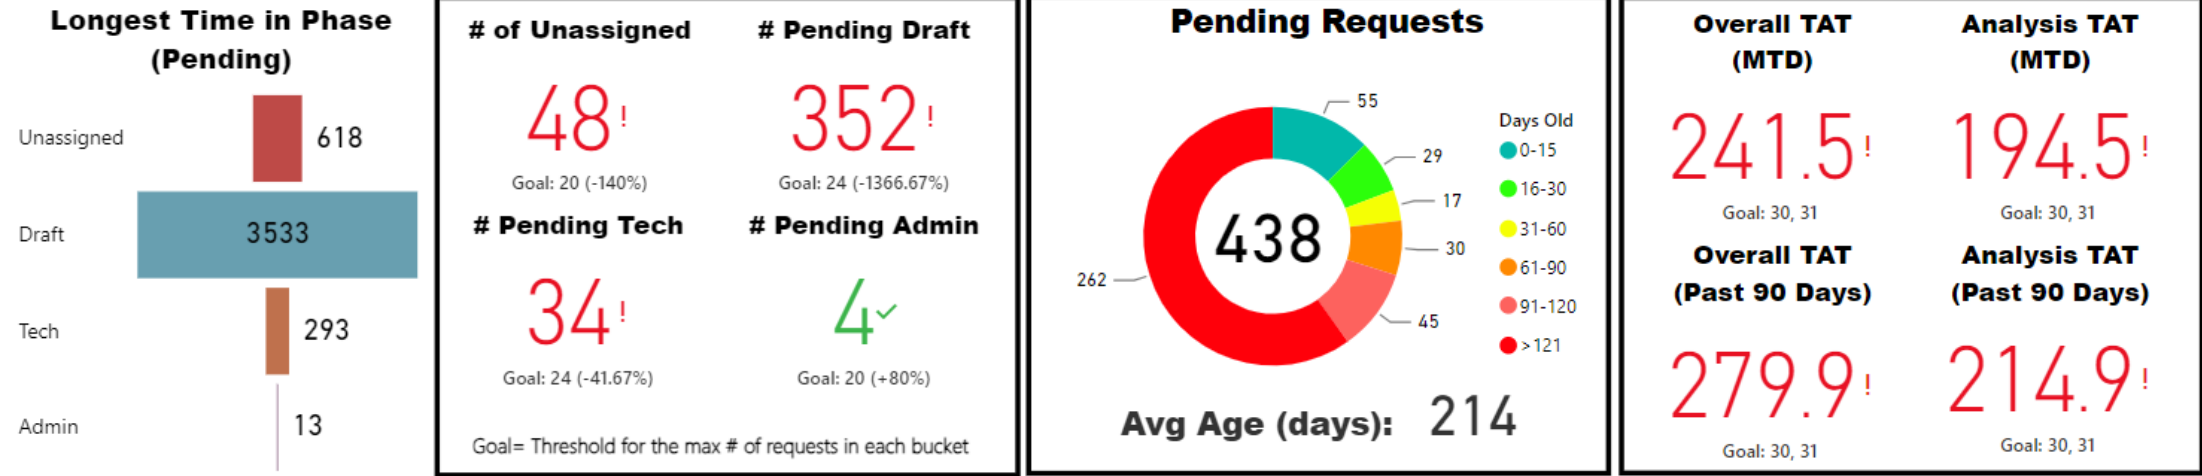 Longest Time in Phase
(Pending)
Unassigned 618
Draft 3533
Tech 293
Admin 13
# of Unassigned
48!
Goal: 20 (-140%)
# Pending Draft
352!
Goal: 24 (-1366.67%)
# Pending Tech
34!
Goal: 24 (-41.67%)
# Pending Admin
4✓
Goal: 20 (+80%)
Goal= Threshold for the max # of requests in each bucket
Pending Requests
55
29
17
30
45
262
438
Days Old
0-15
16-30
31-60
61-90
91-120
>121
Avg Age (days): 214
Overall TAT
(MTD)
241.5!
Goal: 30, 31
Analysis TAT
(MTD)
194.5!
Goal: 30, 31
Overall TAT
(Past 90 Days)
279.9!
Goal: 30, 31
Analysis TAT
(Past 90 Days)
214.9!
Goal: 30, 31